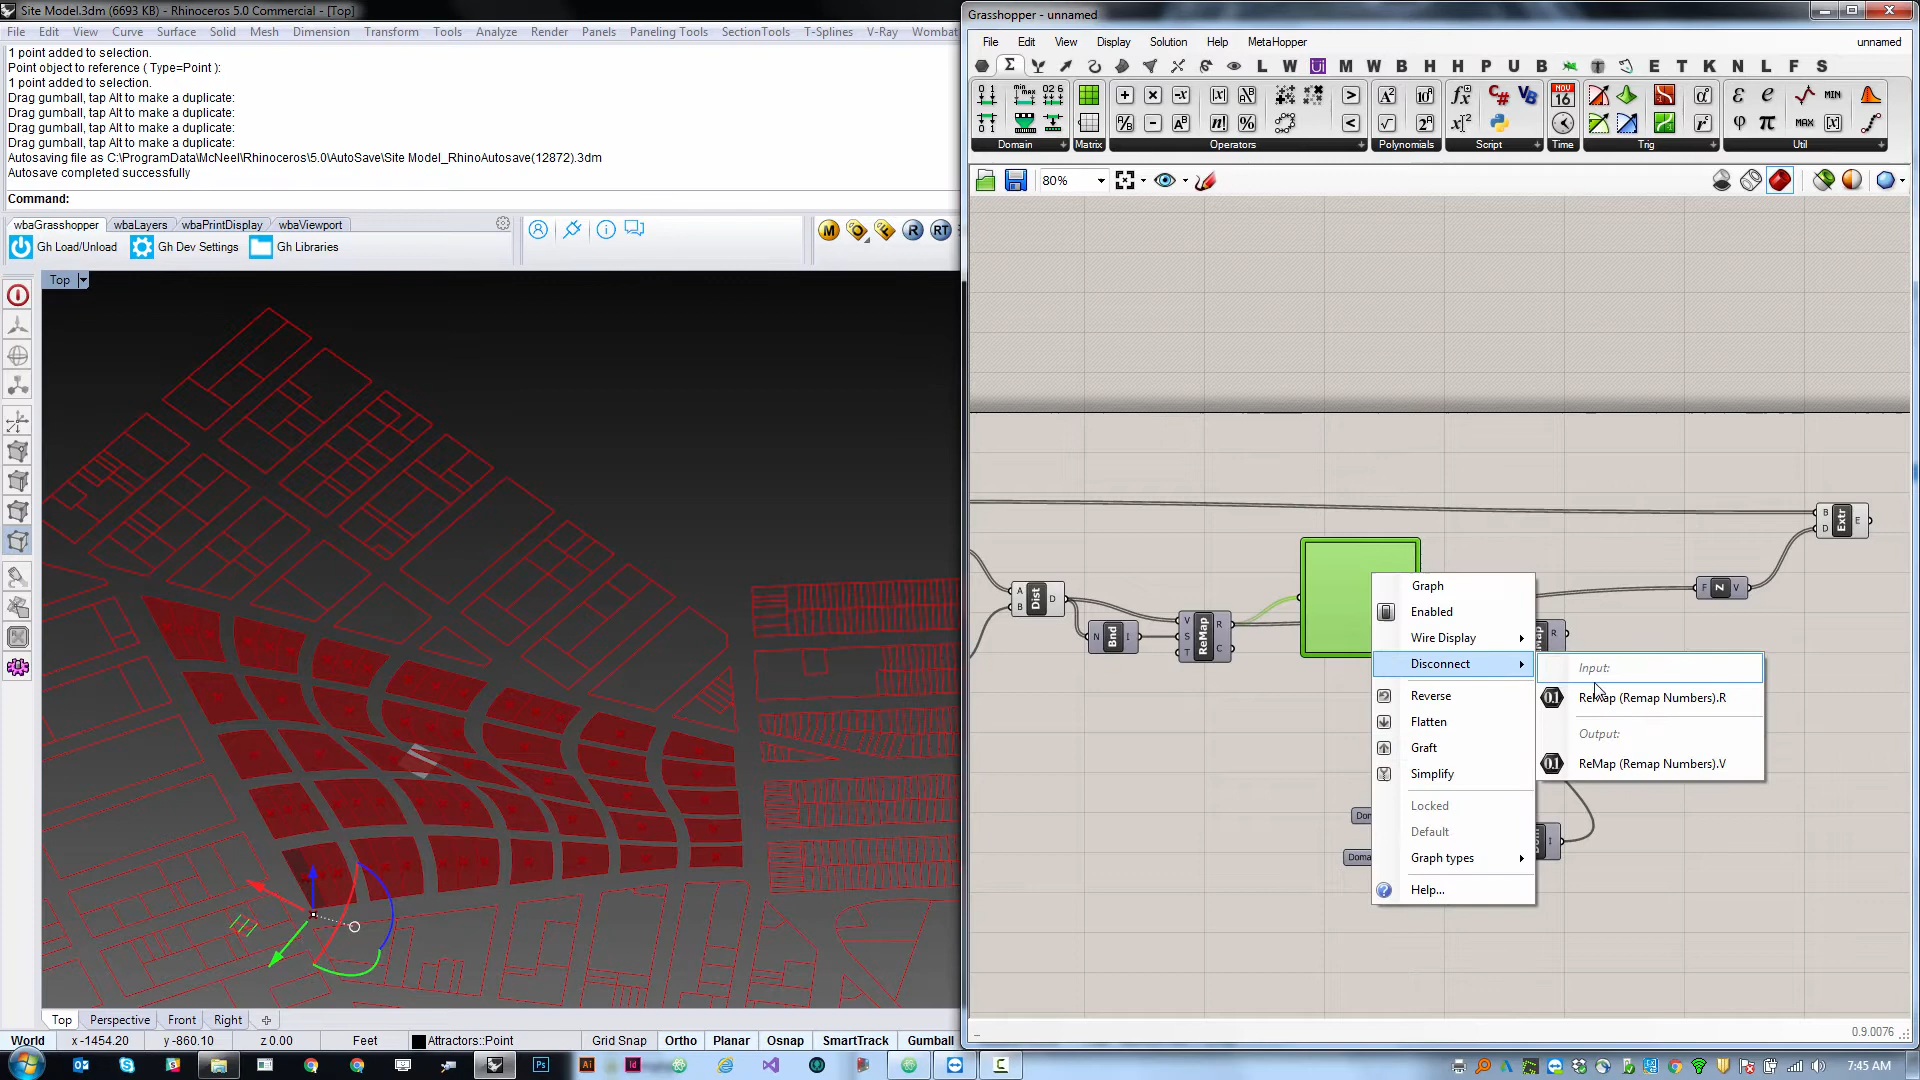 Site Model.3dm (6693 KB) - Rhinoceros 5.0 Commercial - [Top]
File Edit View Curve Surface Solid Mesh Dimension Transform Tools Analyze Render Panels Paneling Tools SectionTools T-Splines V-Ray Wombat
1 point added to selection.
Point object to reference ( Type=Point ):
1 point added to selection.
Drag gumball, tap Alt to make a duplicate:
Drag gumball, tap Alt to make a duplicate:
Drag gumball, tap Alt to make a duplicate:
Drag gumball, tap Alt to make a duplicate:
Autosaving file as C:\ProgramData\McNeel\Rhinoceros\5.0\AutoSave\Site Model_RhinoAutosave(12872).3dm
Autosave completed successfully
Command:
wbaGrasshopper wbaLayers wbaPrintDisplay wbaViewport
Gh Load/Unload Gh Dev Settings Gh Libraries
M R RT
Top
Top Perspective Front Right
World x -1454.20 y -860.10 z 0.00 Feet Attractors::Point Grid Snap Ortho Planar Osnap SmartTrack Gumball
Grasshopper - unnamed
File Edit View Display Solution Help MetaHopper unnamed
Σ L W Ui M W B H H P U B E T K N L F S
Domain Matrix Operators Polynomials Script Time Trig Util
80%
B D Extr E
A B Dist D
N Bnd I
V S T ReMap R C
F N V
R
I
Graph
Enabled
Wire Display
Disconnect
Reverse
Flatten
Graft
Simplify
Locked
Default
Graph types
Help...
Input:
ReMap (Remap Numbers).R
Output:
ReMap (Remap Numbers).V
0.9.0076
7:45 AM